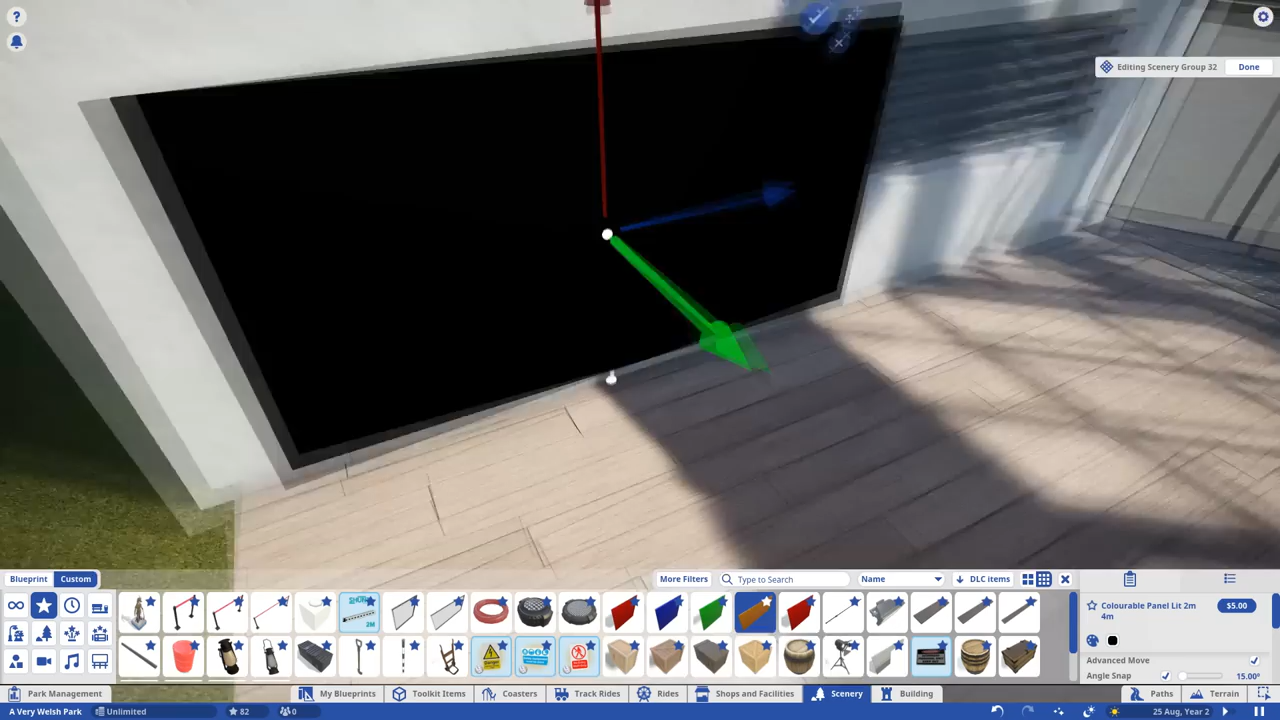 ?
Editing Scenery Group 32
Done
Blueprint
Custom
More Filters
Type to Search
Name
DLC items
Colourable Panel Lit 2m
4m
$5.00
Advanced Move
Angle Snap
15.00°
Park Management
My Blueprints
Toolkit Items
Coasters
Track Rides
Rides
Shops and Facilities
Scenery
Building
Paths
Terrain
A Very Welsh Park
Unlimited
82
0
25 Aug, Year 2